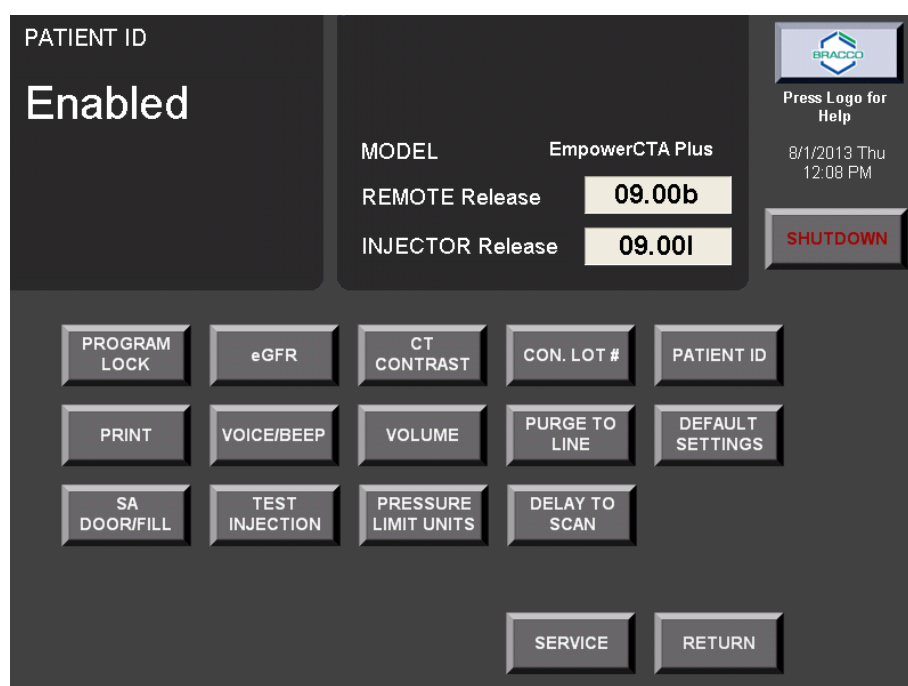 PATIENT ID
Enabled
MODEL EmpowerCTA Plus
REMOTE Release 09.00b
INJECTOR Release 09.00l
BRACCO
Press Logo for
Help
8/1/2013 Thu
12:08 PM
SHUTDOWN
PROGRAM
LOCK
eGFR
CT
CONTRAST
CON. LOT #
PATIENT ID
PRINT
VOICE/BEEP
VOLUME
PURGE TO
LINE
DEFAULT
SETTINGS
SA
DOOR/FILL
TEST
INJECTION
PRESSURE
LIMIT UNITS
DELAY TO
SCAN
SERVICE
RETURN